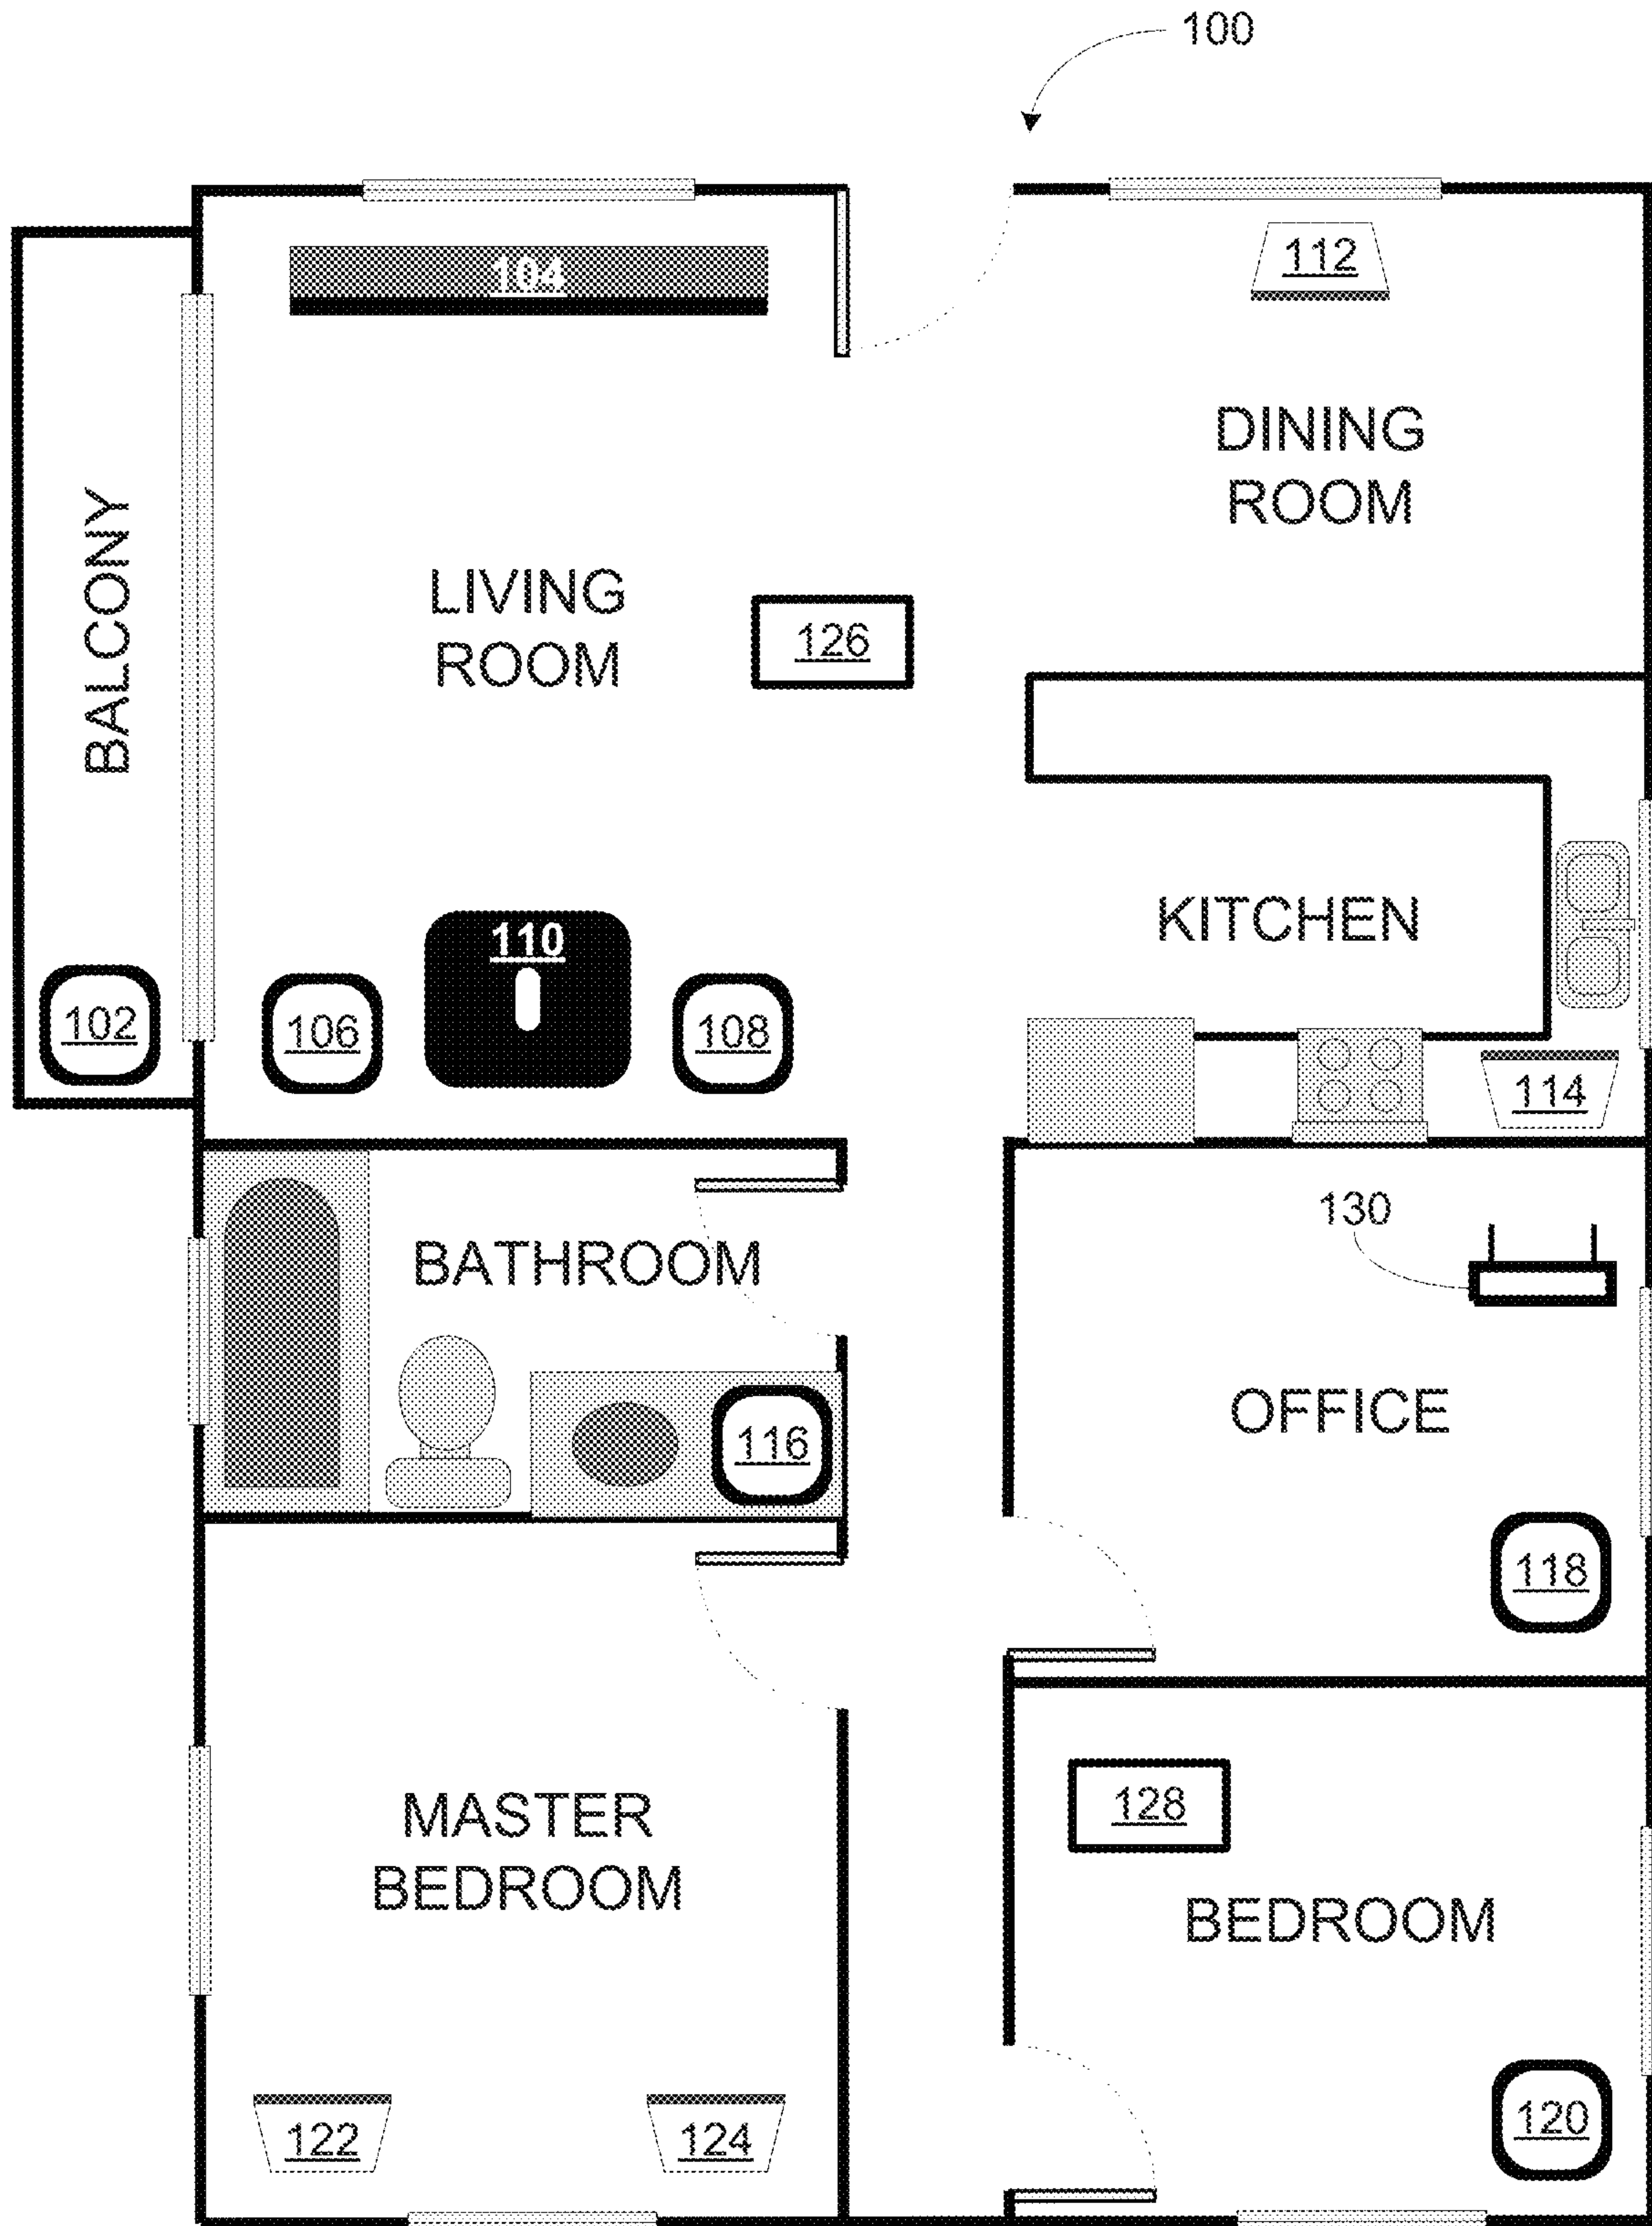 100
104
112
DINING
ROOM
BALCONY
LIVING
ROOM
126
KITCHEN
110
102
106
108
114
130
BATHROOM
OFFICE
116
118
128
MASTER
BEDROOM
BEDROOM
122
124
120